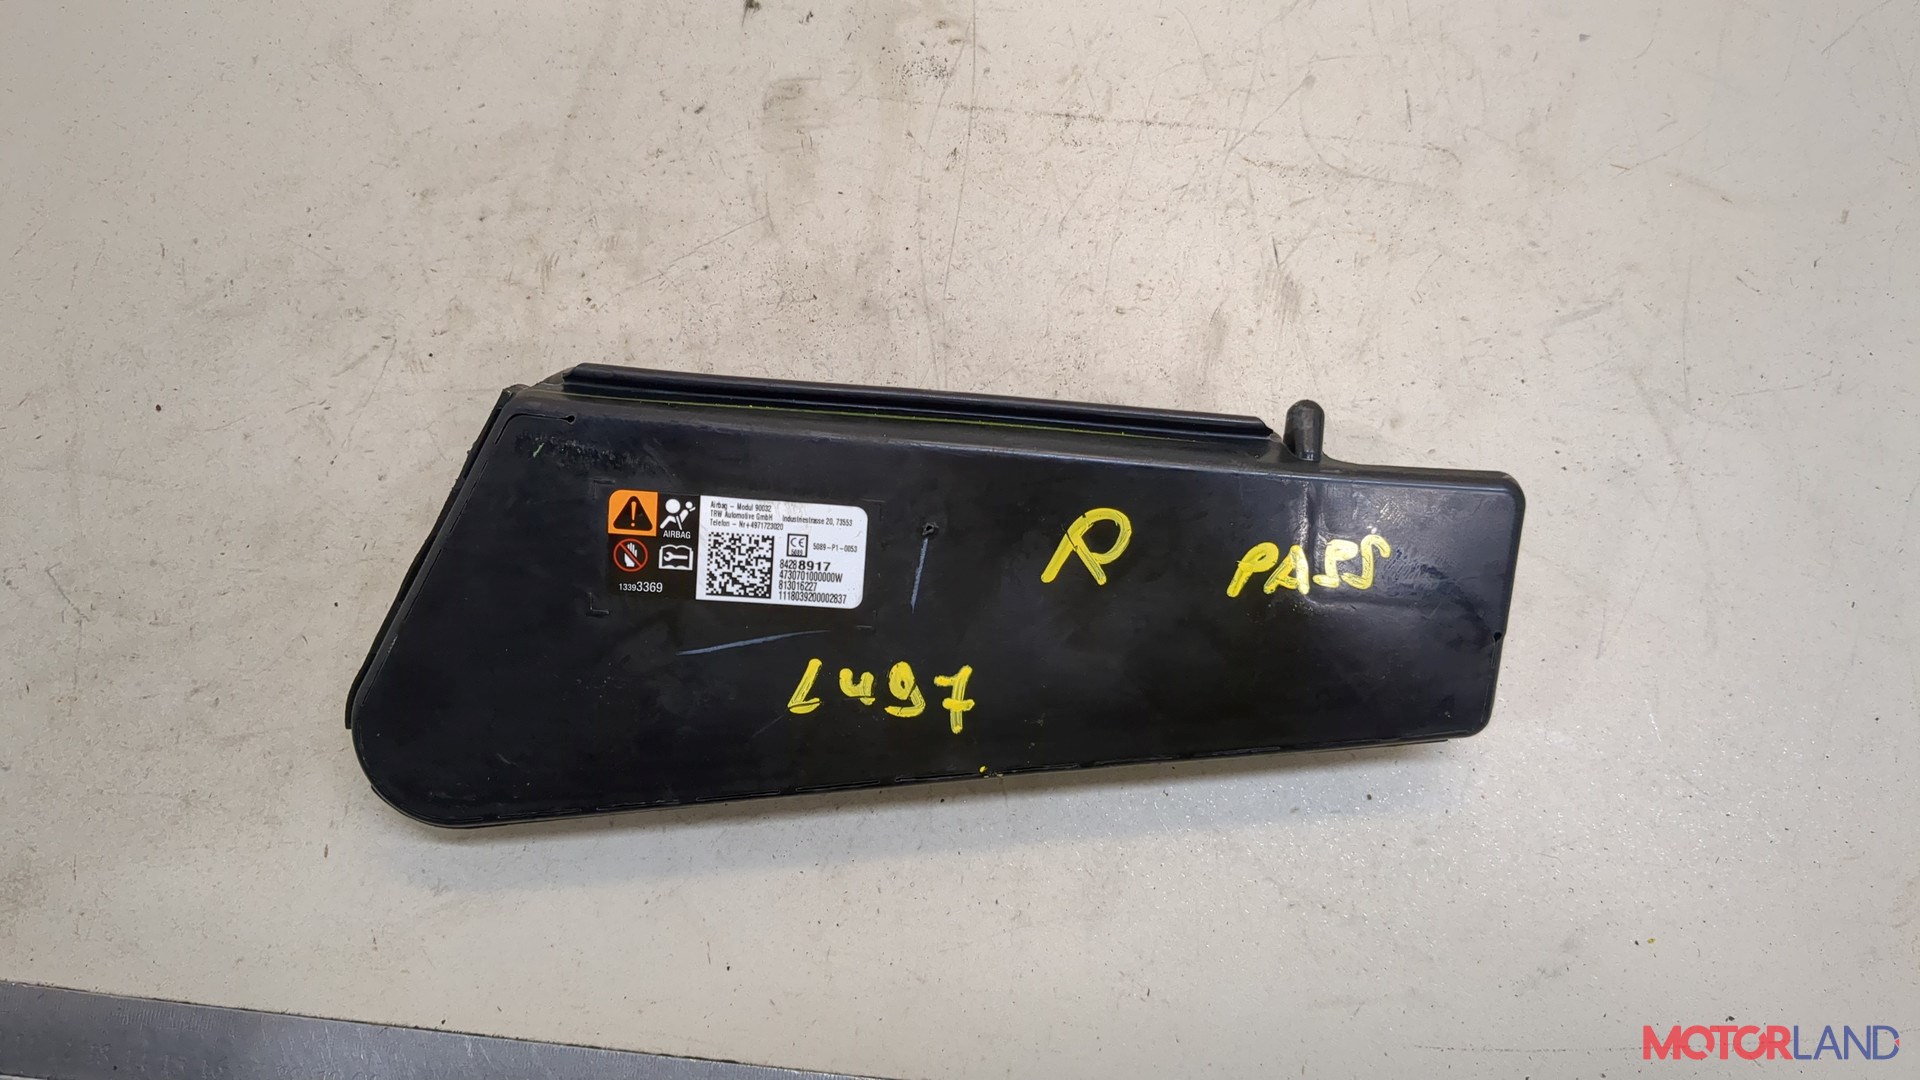 Airbag - Modul 90032
TRW Automotive GmbH Industriestrasse 20, 73553
Telefon - Nr+4971723020
AIRBAG
CE
5089
5089-P1-0053
84288917
4730701000000W
813016227
1118039200002837
13393369
R PASS
L497
MOTORLAND